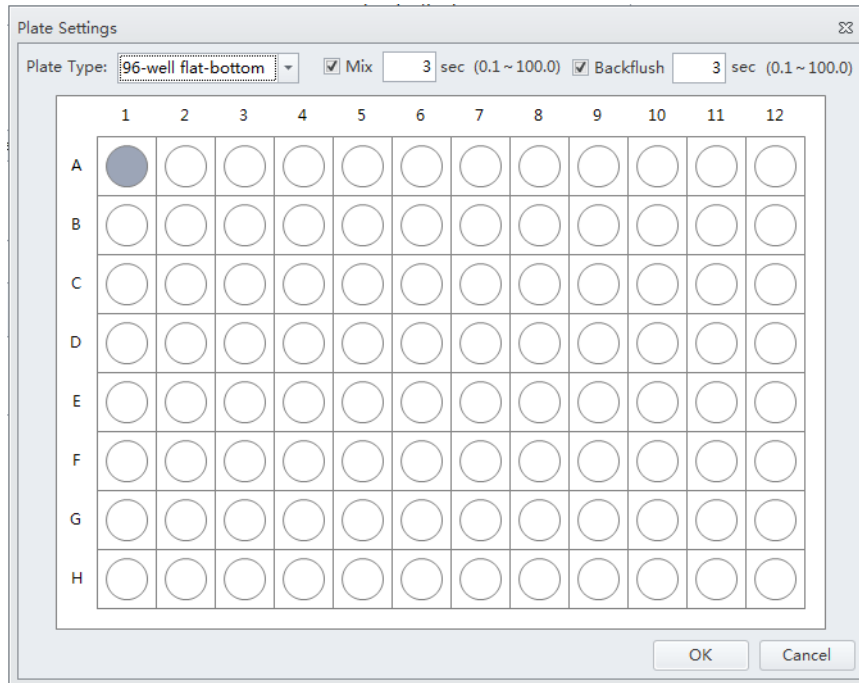 Plate Settings
Plate Type: 96-well flat-bottom Mix 3 sec (0.1 ~ 100.0) Backflush 3 sec (0.1 ~ 100.0)
1 2 3 4 5 6 7 8 9 10 11 12
A
B
C
D
E
F
G
H
OK Cancel